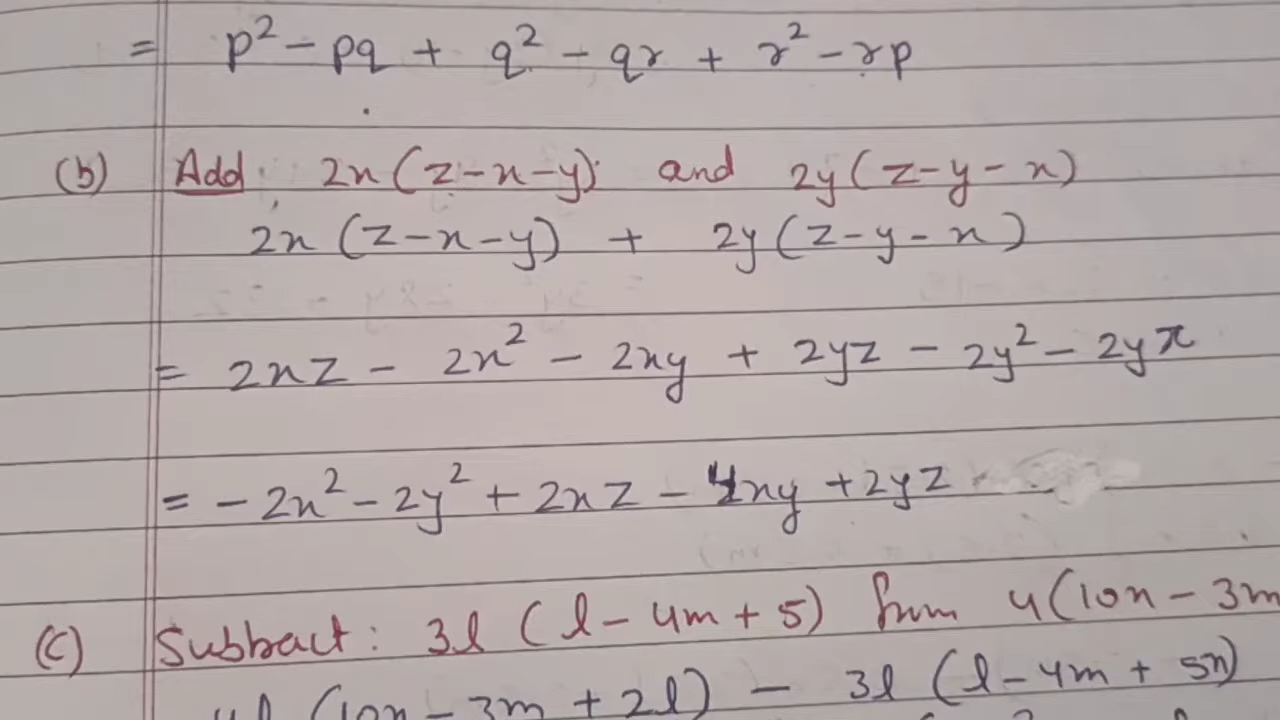 = p² - pq + q² - qr + r² - rp
(b) Add: 2x (z-x-y) and 2y (z-y-x)
2x (z-x-y) + 2y (z-y-x)
= 2xz - 2x² - 2xy + 2yz - 2y² - 2yx
= -2x² - 2y² + 2xz - 4xy + 2yz
(c) Subtract: 3l (l - 4m + 5) from 4(10n - 3m
4l (10n - 3m + 2l) - 3l (l - 4m + 5n)